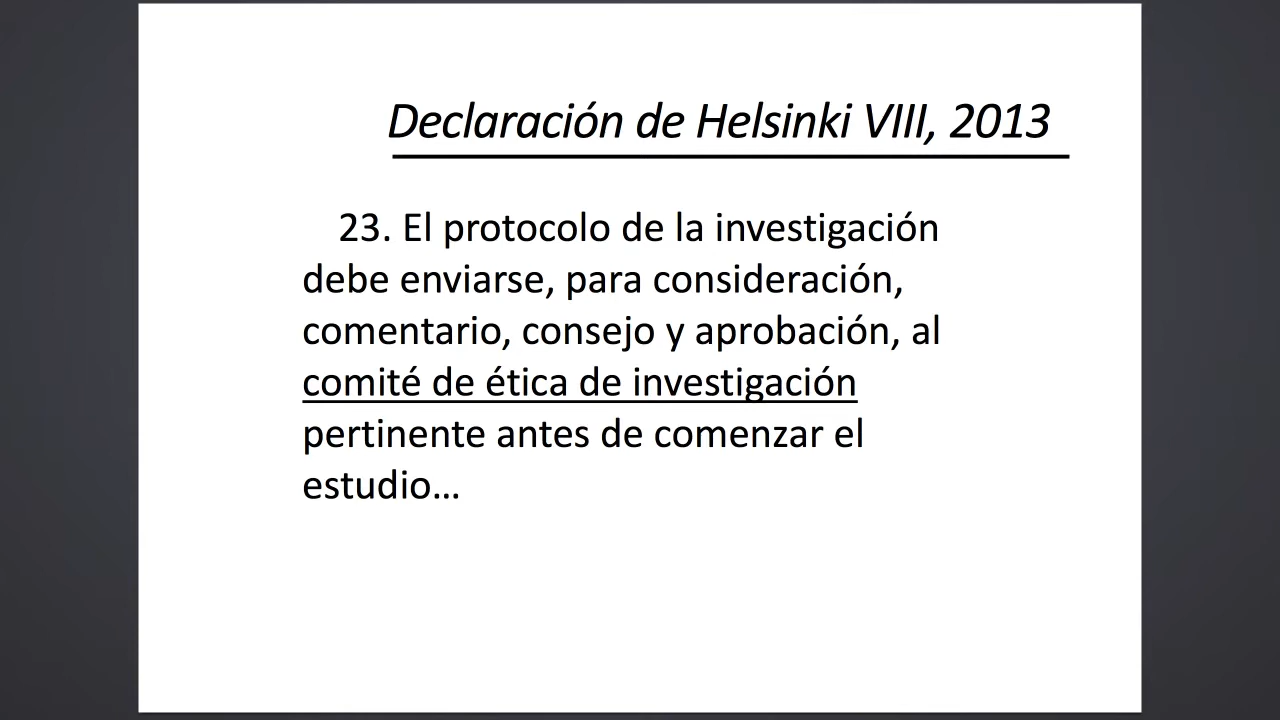 Declaración de Helsinki VIII, 2013
23. El protocolo de la investigación
debe enviarse, para consideración,
comentario, consejo y aprobación, al
comité de ética de investigación
pertinente antes de comenzar el
estudio...